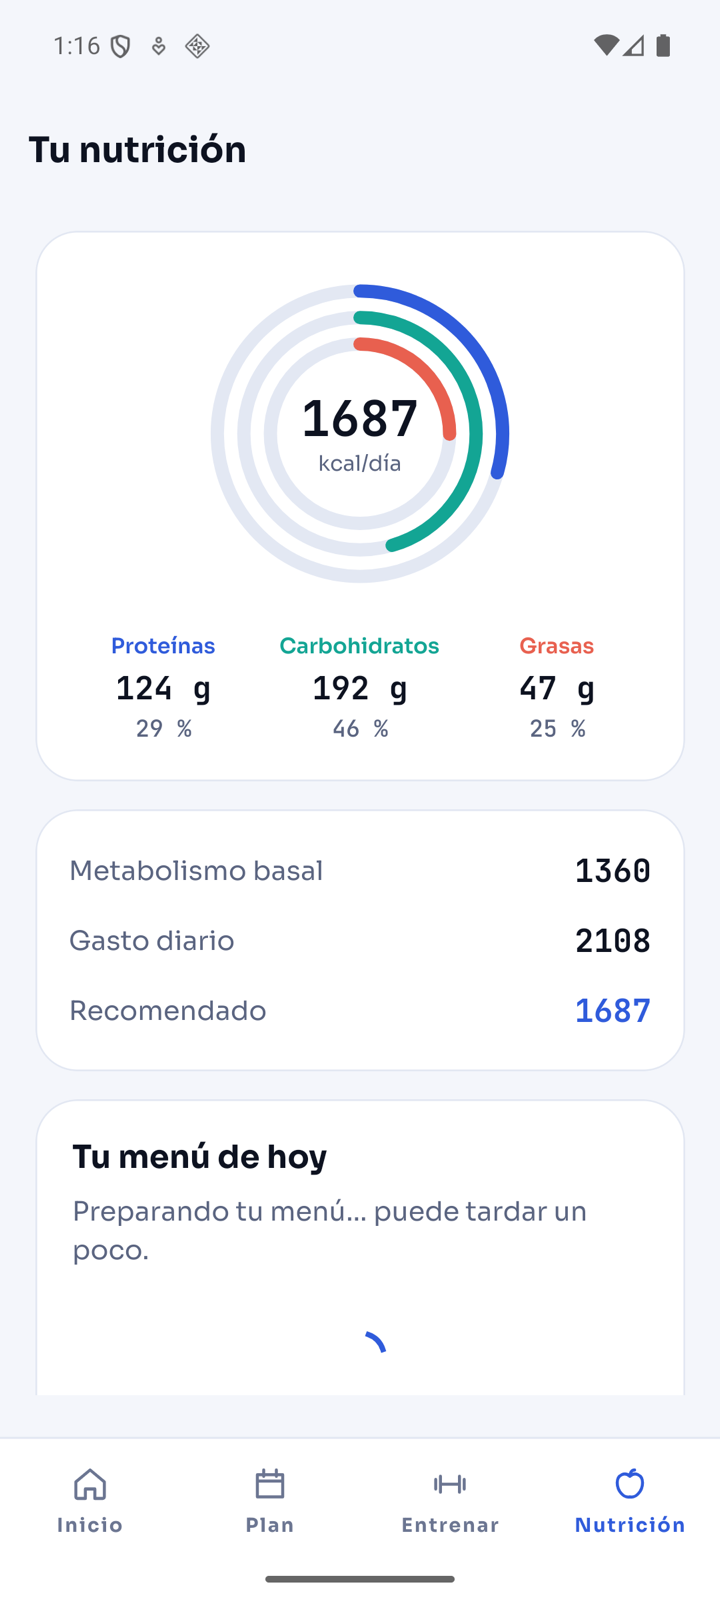 1:16
Tu nutrición
1687
kcal/día
Proteínas Carbohidratos Grasas
124 g 192 g 47 g
29 % 46 % 25 %
Metabolismo basal 1360
Gasto diario 2108
Recomendado 1687
Tu menú de hoy
Preparando tu menú... puede tardar un
poco.
Inicio Plan Entrenar Nutrición